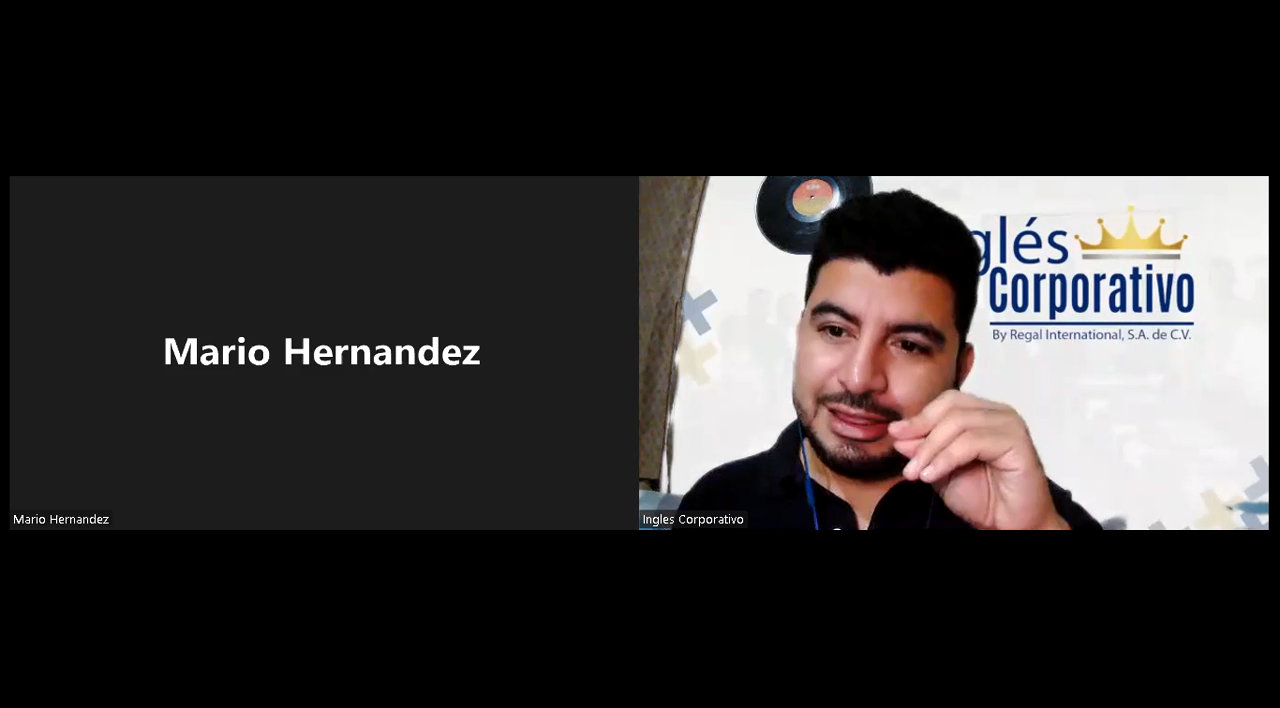 Mario Hernandez
Mario Hernandez
glés
Corporativo
By Regal International, S.A. de C.V.
Ingles Corporativo